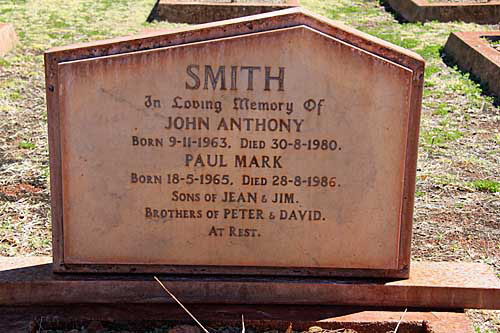 SMITH
In Loving Memory Of
JOHN ANTHONY
BORN 9-11-1963. DIED 30-8-1980.
PAUL MARK
BORN 18-5-1965. DIED 28-8-1986.
SONS OF JEAN & JIM.
BROTHERS OF PETER & DAVID.
AT REST.